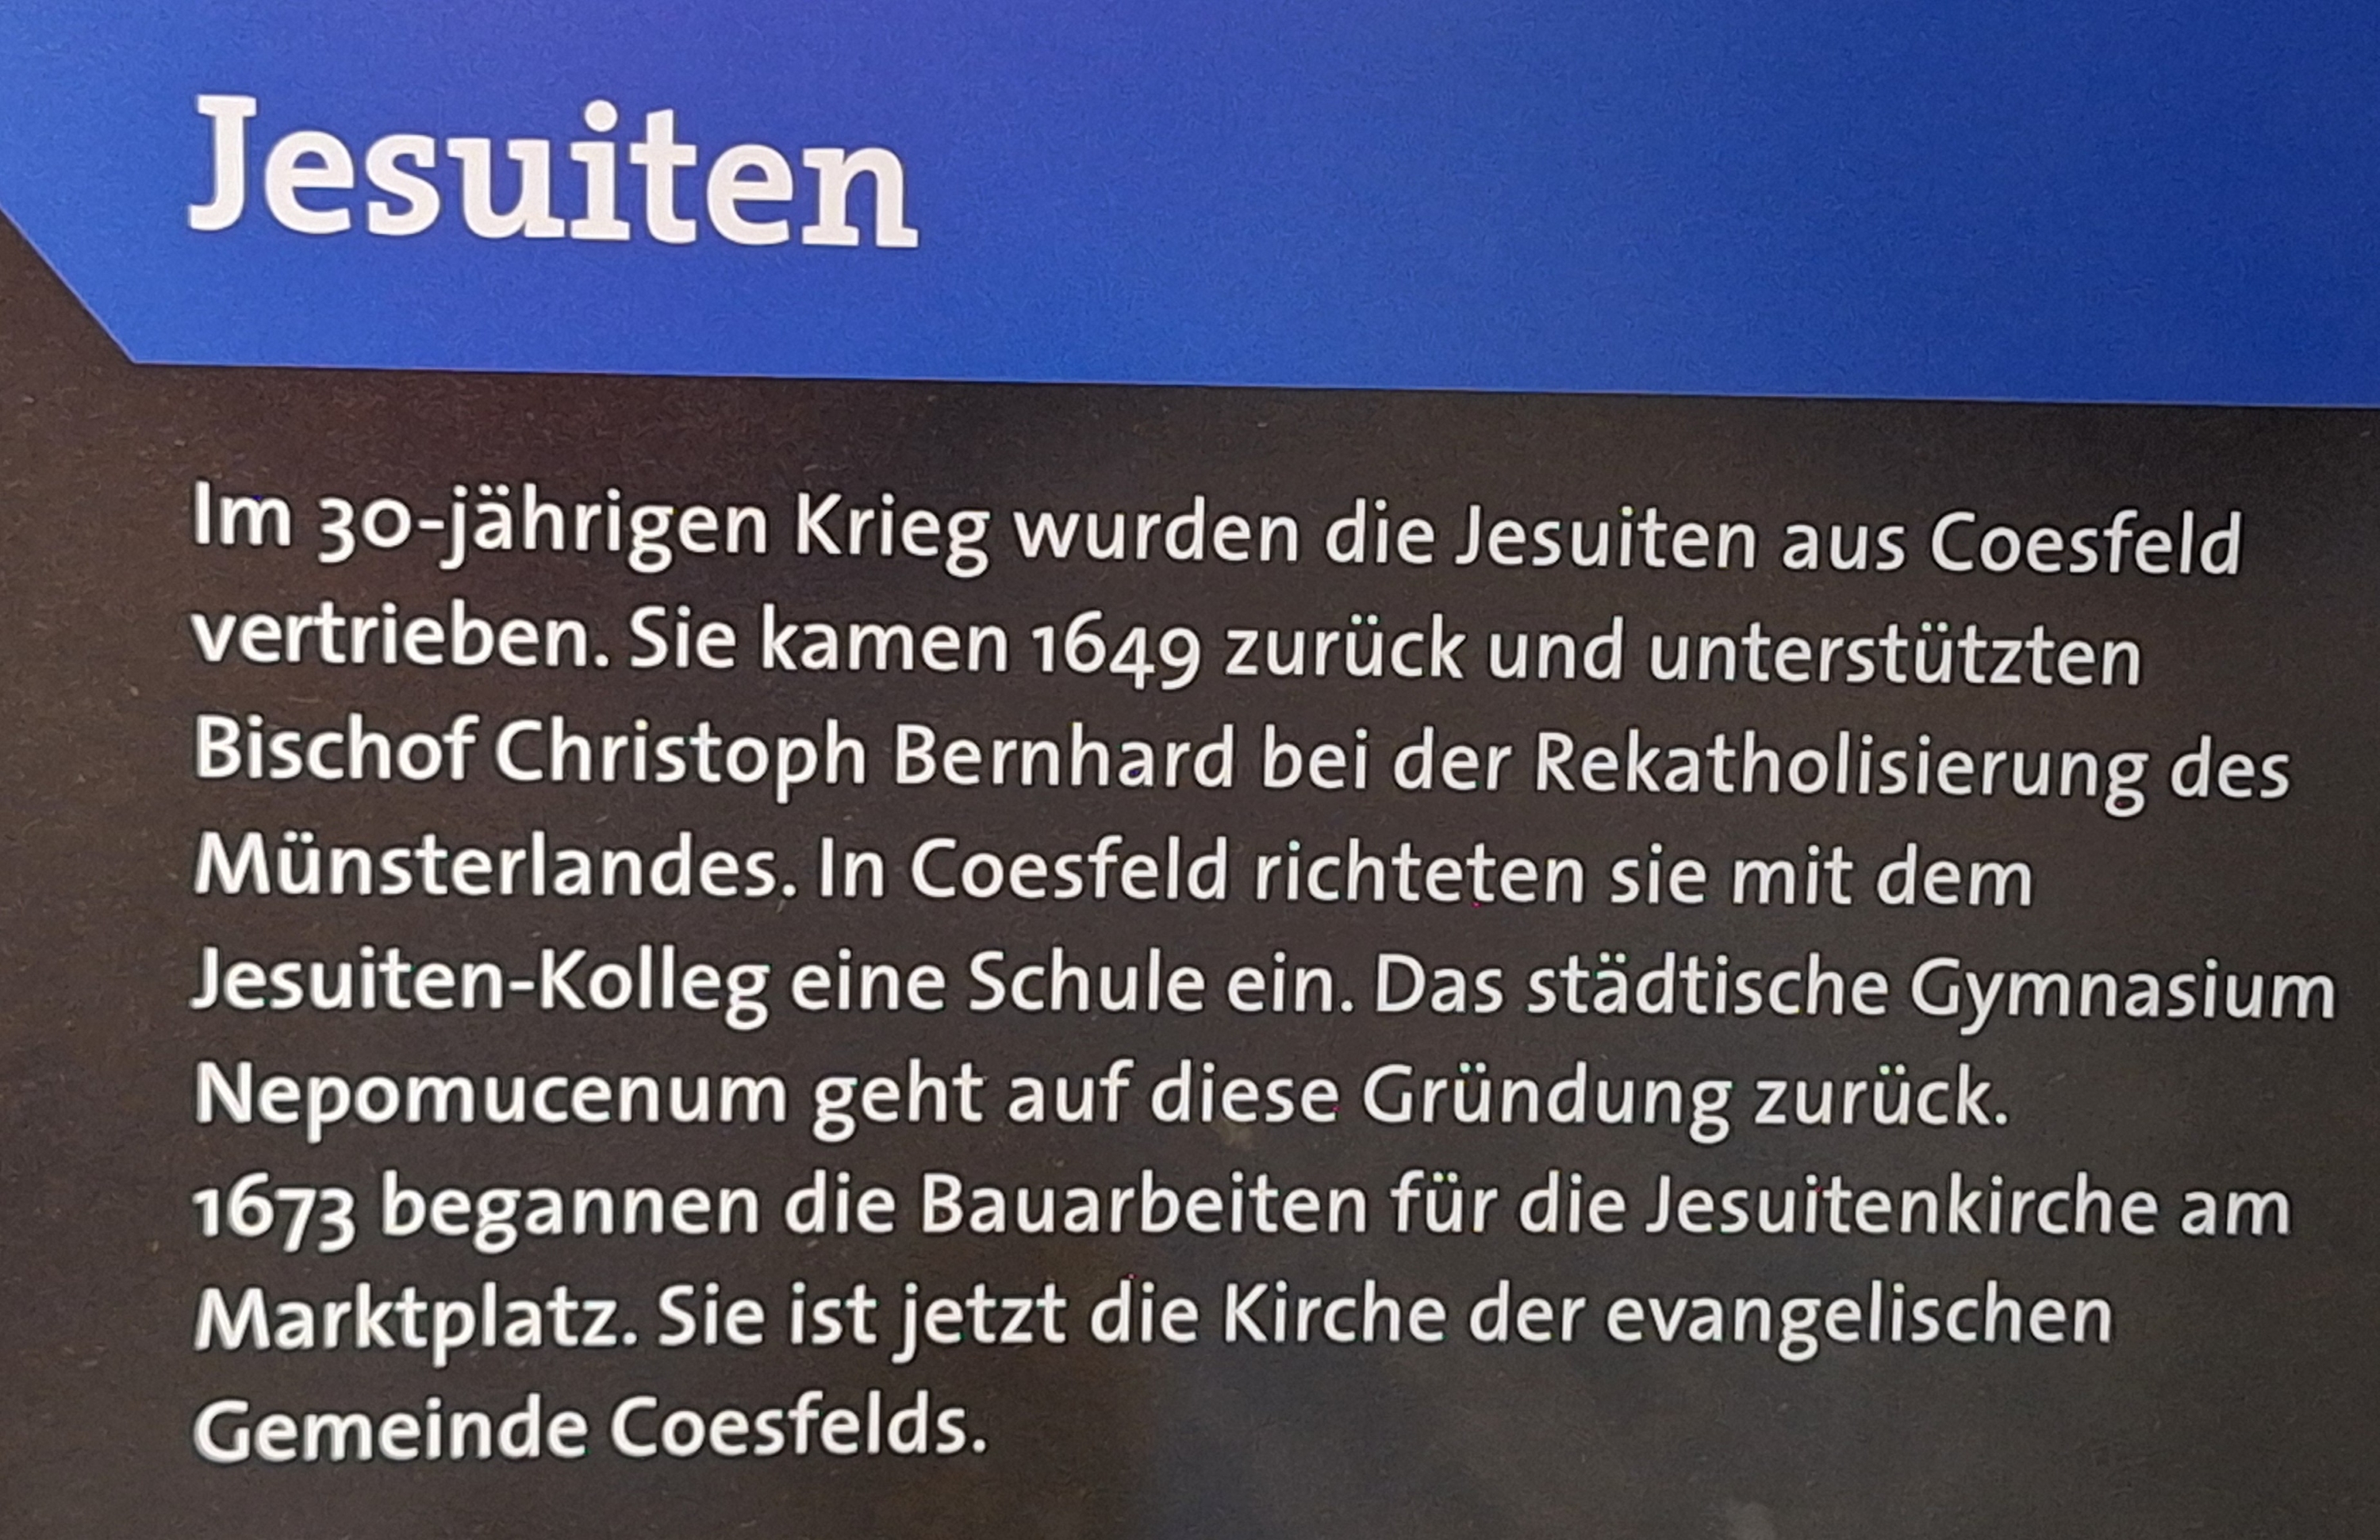 Jesuiten
Im 30-jährigen Krieg wurden die Jesuiten aus Coesfeld
vertrieben. Sie kamen 1649 zurück und unterstützten
Bischof Christoph Bernhard bei der Rekatholisierung des
Münsterlandes. In Coesfeld richteten sie mit dem
Jesuiten-Kolleg eine Schule ein. Das städtische Gymnasium
Nepomucenum geht auf diese Gründung zurück.
1673 begannen die Bauarbeiten für die Jesuitenkirche am
Marktplatz. Sie ist jetzt die Kirche der evangelischen
Gemeinde Coesfelds.